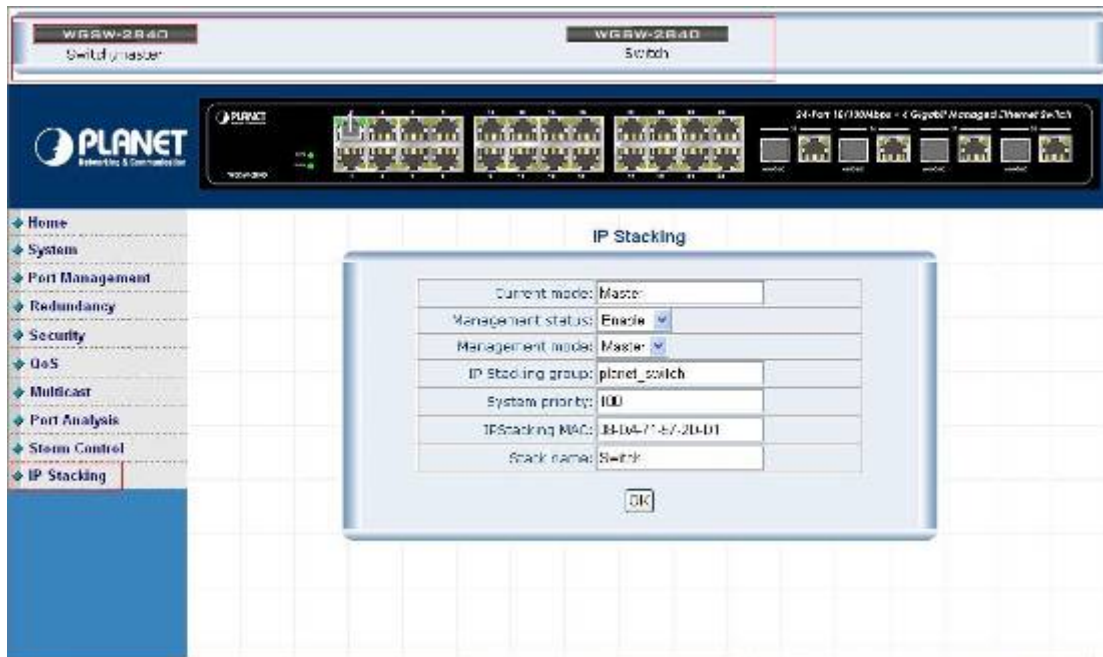 WGSW-2840
WGSW-2840
Switch
PLANET
Networking & Communication
PLANET
WGSW-2840
24-Port 10/100Mbps + 4 Gigabit Managed Ethernet Switch
Home
System
Port Management
Redundancy
Security
QoS
Multicast
Port Analysis
Storm Control
IP Stacking
IP Stacking
Current mode: Master
Management status: Enable
Management mode: Master
IP Stacking group: planet_switch
System priority: 100
IPStacking MAC:
Stack name: Switch
OK